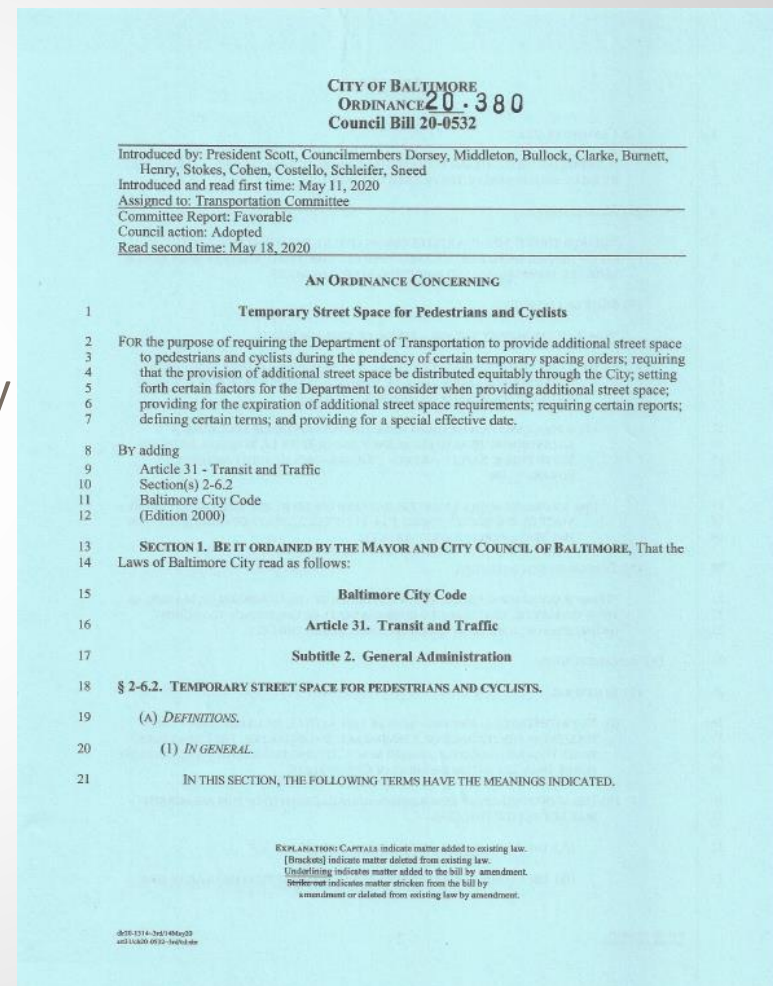 CITY OF BALTIMORE
ORDINANCE 20 - 380
Council Bill 20-0532
Introduced by: President Scott, Councilmembers Dorsey, Middleton, Bullock, Clarke, Burnett,
Henry, Stokes, Cohen, Costello, Schleifer, Sneed
Introduced and read first time: May 11, 2020
Assigned to: Transportation Committee
Committee Report: Favorable
Council action: Adopted
Read second time: May 18, 2020
AN ORDINANCE CONCERNING
1 Temporary Street Space for Pedestrians and Cyclists
2 FOR the purpose of requiring the Department of Transportation to provide additional street space
3 to pedestrians and cyclists during the pendency of certain temporary spacing orders; requiring
4 that the provision of additional street space be distributed equitably through the City; setting
5 forth certain factors for the Department to consider when providing additional street space;
6 providing for the expiration of additional street space requirements; requiring certain reports;
7 defining certain terms; and providing for a special effective date.
8 BY adding
9 Article 31 - Transit and Traffic
10 Section(s) 2-6.2
11 Baltimore City Code
12 (Edition 2000)
13 SECTION 1. BE IT ORDAINED BY THE MAYOR AND CITY COUNCIL OF BALTIMORE, That the
14 Laws of Baltimore City read as follows:
15 Baltimore City Code
16 Article 31. Transit and Traffic
17 Subtitle 2. General Administration
18 § 2-6.2. TEMPORARY STREET SPACE FOR PEDESTRIANS AND CYCLISTS.
19 (A) DEFINITIONS.
20 (1) IN GENERAL.
21 IN THIS SECTION, THE FOLLOWING TERMS HAVE THE MEANINGS INDICATED.
EXPLANATION: CAPITALS indicate matter added to existing law.
[Brackets] indicate matter deleted from existing law.
Underlining indicates matter added to the bill by amendment.
Strike out indicates matter stricken from the bill by
amendment or deleted from existing law by amendment.